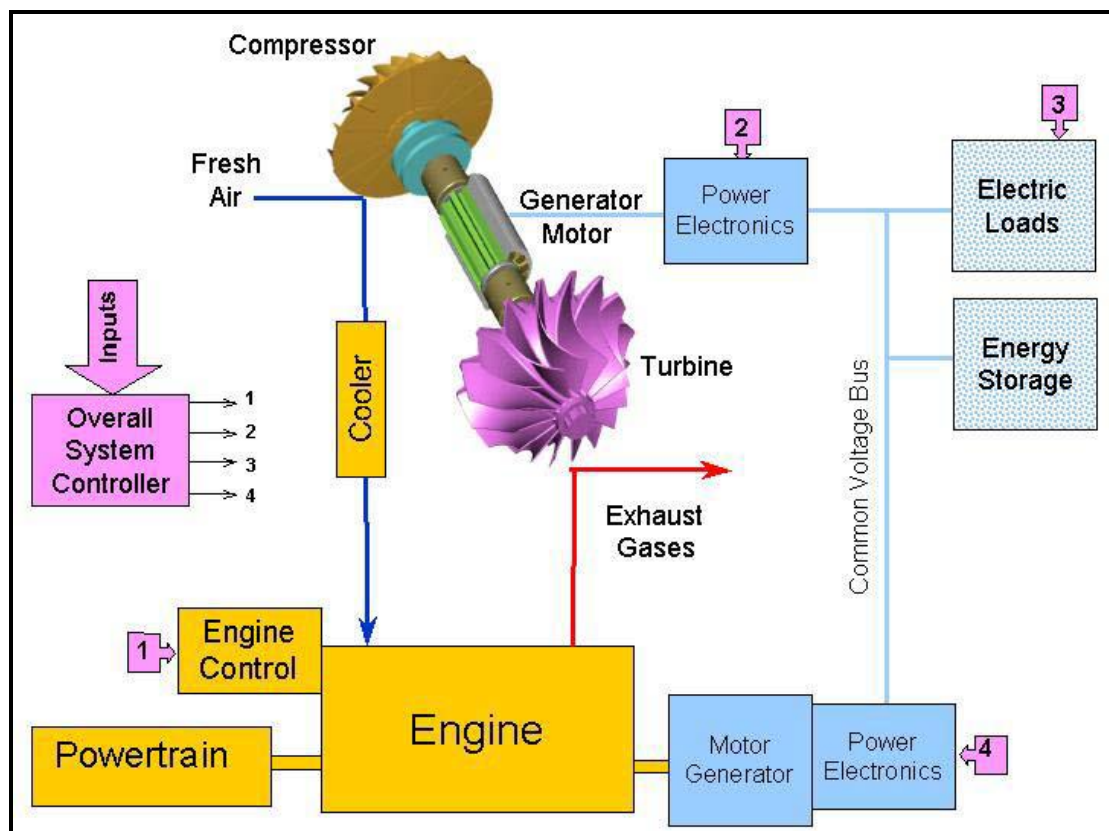 Compressor
Fresh
Air
Generator
Motor
2
Power
Electronics
3
Electric
Loads
Inputs
Overall
System
Controller
1
2
3
4
Cooler
Turbine
Energy
Storage
Common Voltage Bus
Exhaust
Gases
1
Engine
Control
Engine
Powertrain
Motor
Generator
Power
Electronics
4